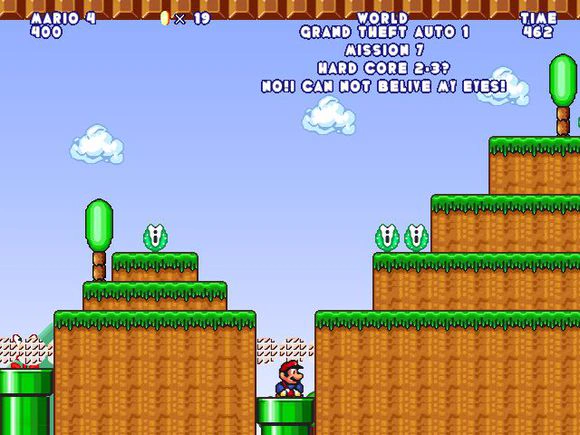 MARIO 4 × 19 WORLD TIME
400 GRAND THEFT AUTO 1 462
MISSION 7
HARD CORE 2-3?
NO!I CAN NOT BELIVE MY EYES!